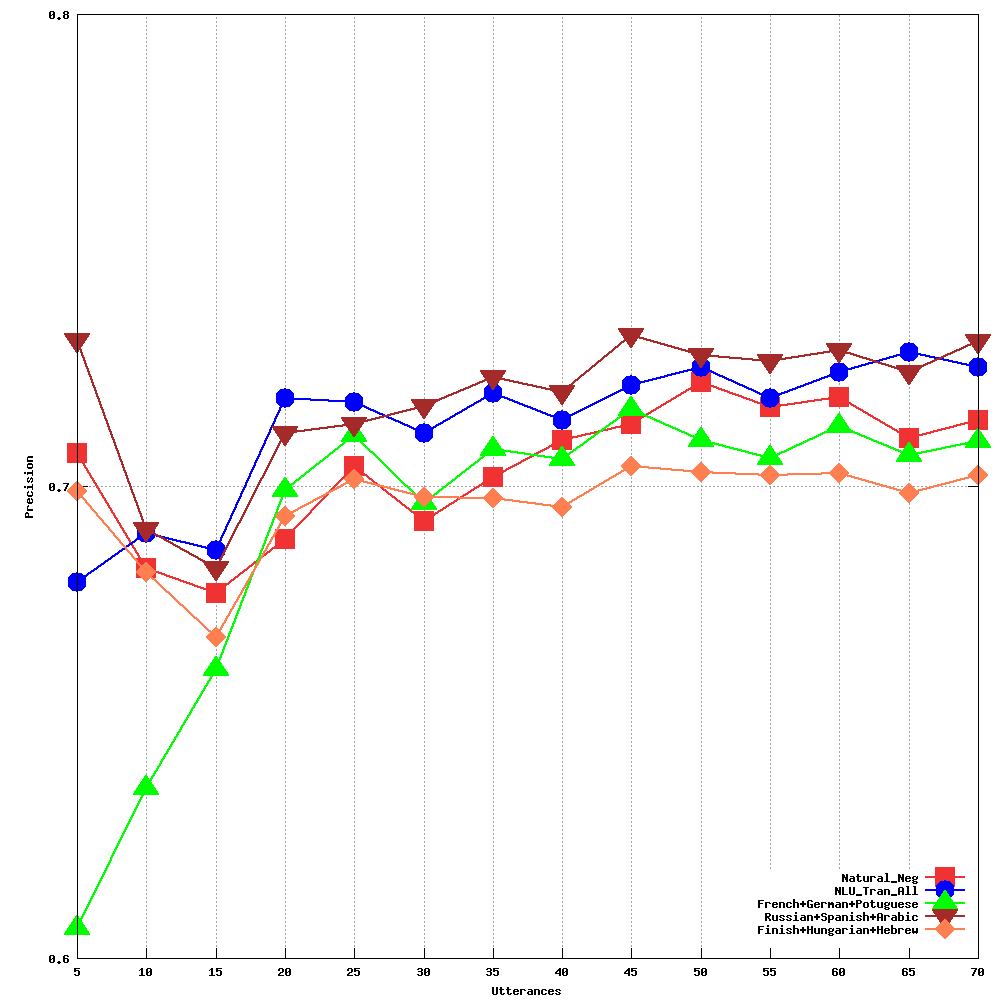 0.8
0.7
0.6
Precision
5 10 15 20 25 30 35 40 45 50 55 60 65 70
Utterances
Natural_Neg
NLU_Tran_All
French+German+Potuguese
Russian+Spanish+Arabic
Finish+Hungarian+Hebrew